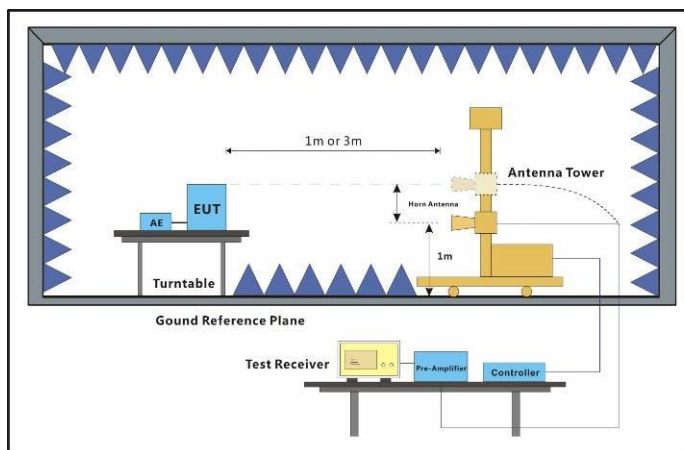 1m or 3m
Antenna Tower
Horn Antenna
EUT
AE
1m
Turntable
Gound Reference Plane
Test Receiver
Pre-Amplifier
Controller